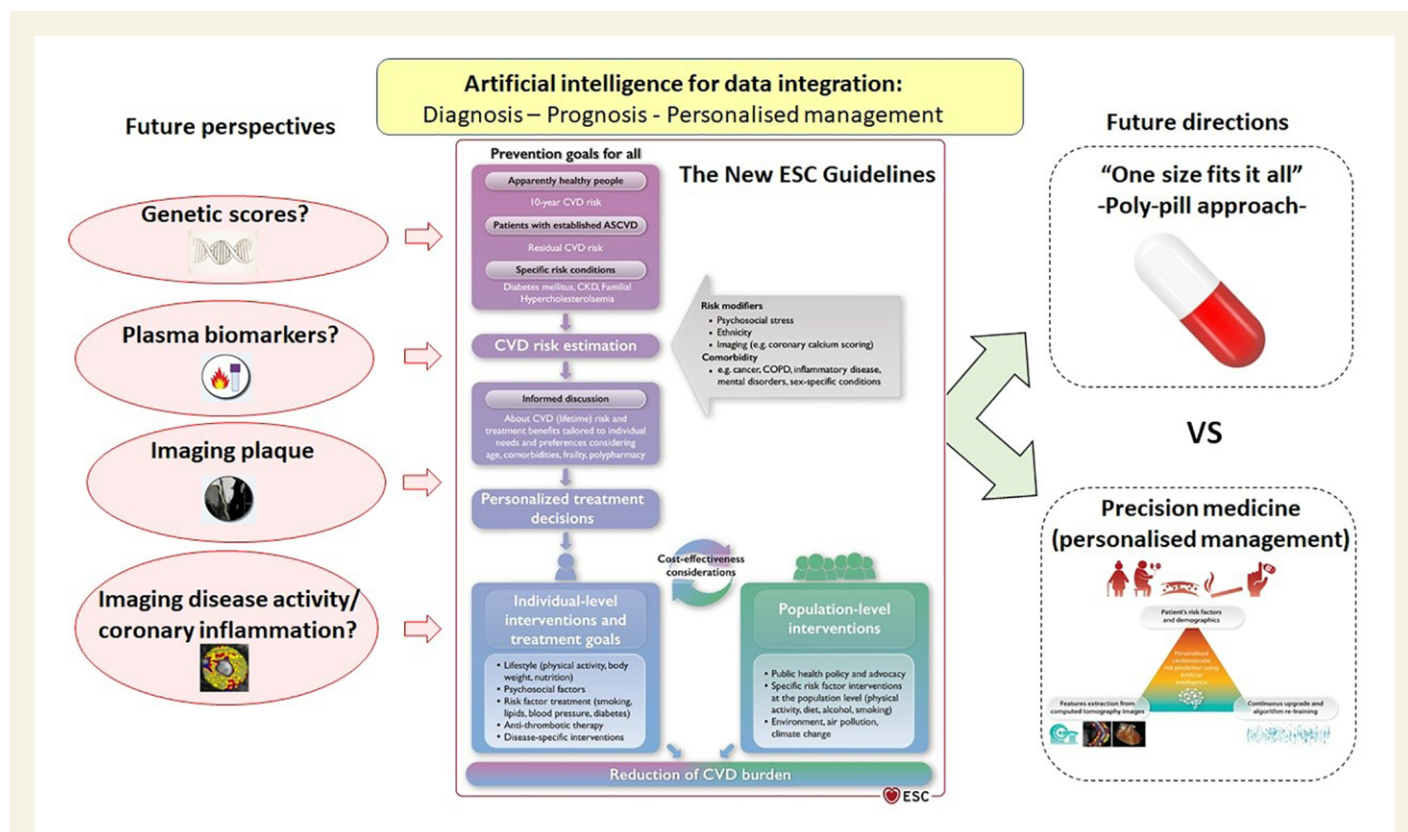 Artificial intelligence for data integration:
Diagnosis – Prognosis - Personalised management
Future perspectives
Genetic scores?
Plasma biomarkers?
Imaging plaque
Imaging disease activity/
coronary inflammation?
Prevention goals for all
The New ESC Guidelines
Apparently healthy people
10-year CVD risk
Patients with established ASCVD
Residual CVD risk
Specific risk conditions
Diabetes mellitus, CKD, Familial
Hypercholesterolaemia
CVD risk estimation
Risk modifiers
• Psychosocial stress
• Ethnicity
• Imaging (e.g. coronary calcium scoring)
Comorbidity
• e.g. cancer, COPD, inflammatory disease,
mental disorders, sex-specific conditions
Informed discussion
About CVD (lifetime) risk and
treatment benefits tailored to individual
needs and preferences considering
age, comorbidities, frailty, polypharmacy
Personalized treatment
decisions
Cost-effectiveness
considerations
Individual-level
interventions and
treatment goals
• Lifestyle (physical activity, body
weight, nutrition)
• Psychosocial factors
• Risk factor treatment (smoking,
lipids, blood pressure, diabetes)
• Anti-thrombotic therapy
• Disease-specific interventions
Population-level
interventions
• Public health policy and advocacy
• Specific risk factor interventions
at the population level (physical
activity, diet, alcohol, smoking)
• Environment, air pollution,
climate change
Reduction of CVD burden
ESC
Future directions
“One size fits it all”
-Poly-pill approach-
VS
Precision medicine
(personalised management)
Patient's risk factors
and demographics
Personalised
cardiovascular
risk prediction using
Artificial
Intelligence
Features extraction from
computed tomography images
Continuous upgrade and
algorithm re-training